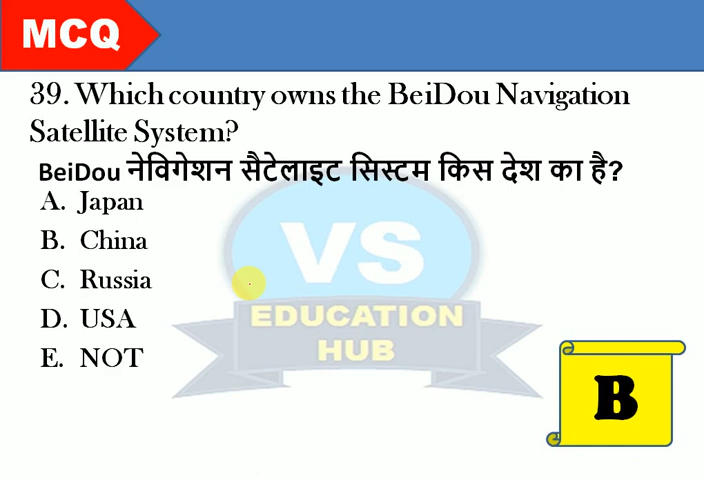 MCQ
39. Which country owns the BeiDou Navigation
Satellite System?
BeiDou नेविगेशन सैटेलाइट सिस्टम किस देश का है?
A. Japan
B. China
C. Russia
D. USA
E. NOT
VS
EDUCATION
HUB
B